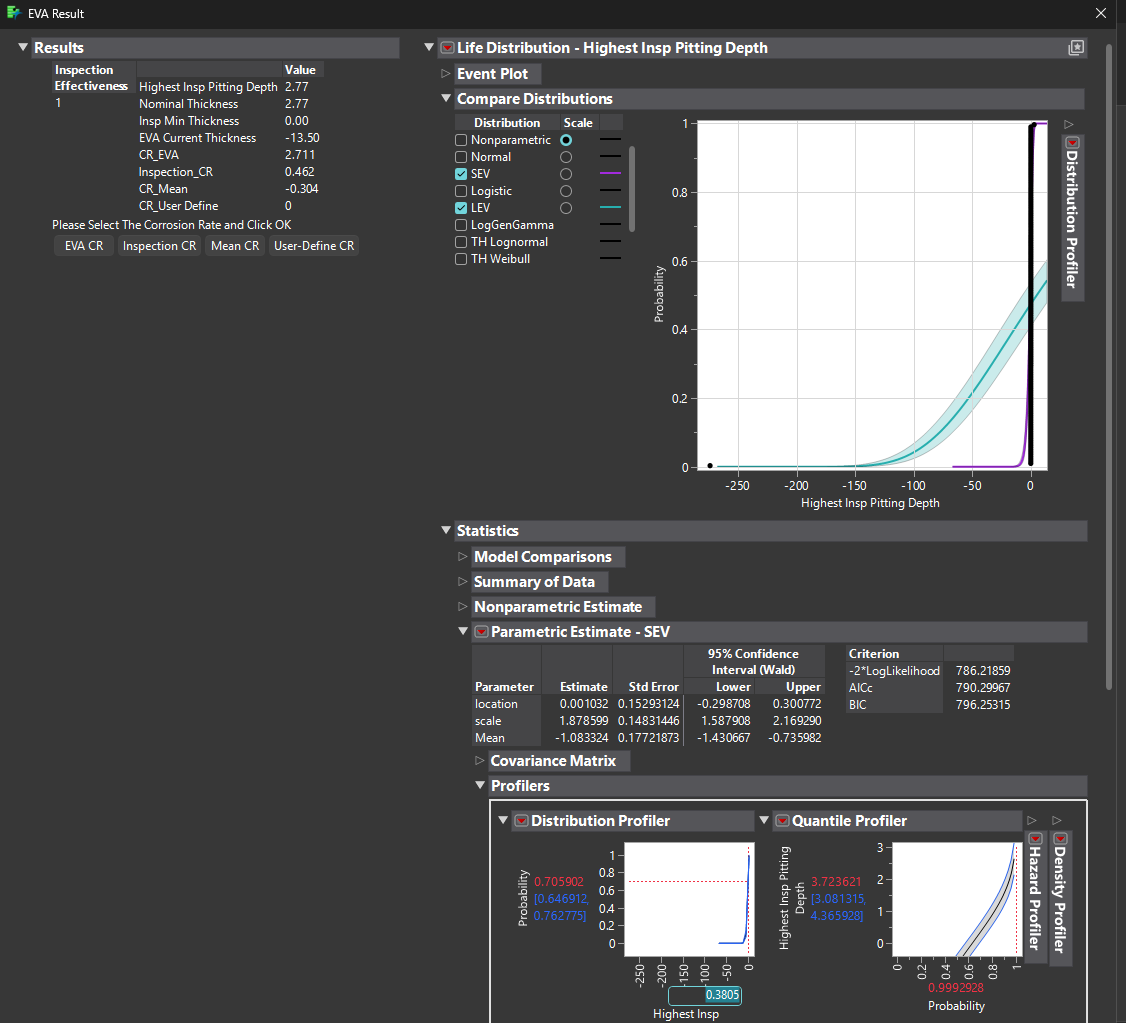 EVA Result
Results
Inspection Effectiveness Value
Highest Insp Pitting Depth 2.77
1 Nominal Thickness 2.77
Insp Min Thickness 0.00
EVA Current Thickness -13.50
CR_EVA 2.711
Inspection_CR 0.462
CR_Mean -0.304
CR_User Define 0
Please Select The Corrosion Rate and Click OK
EVA CR Inspection CR Mean CR User-Define CR
Life Distribution - Highest Insp Pitting Depth
Event Plot
Compare Distributions
Distribution Scale
Nonparametric
Normal
SEV
Logistic
LEV
LogGenGamma
TH Lognormal
TH Weibull
Probability
1
0.8
0.6
0.4
0.2
0
-250 -200 -150 -100 -50 0
Highest Insp Pitting Depth
Distribution Profiler
Statistics
Model Comparisons
Summary of Data
Nonparametric Estimate
Parametric Estimate - SEV
95% Confidence
Interval (Wald)
Parameter Estimate Std Error Lower Upper
location 0.001032 0.15293124 -0.298708 0.300772
scale 1.878599 0.14831446 1.587908 2.169290
Mean -1.083324 0.17721873 -1.430667 -0.735982
Criterion
-2*LogLikelihood 786.21859
AICc 790.29967
BIC 796.25315
Covariance Matrix
Profilers
Distribution Profiler
Probability
0.705902
[0.646912,
0.762775]
1
0.8
0.6
0.4
0.2
0
-250 -200 -150 -100 -50 0
0.3805
Highest Insp
Quantile Profiler
Highest Insp Pitting
Depth
3.723621
[3.081315,
4.365928]
3
2
1
0
0 0.2 0.4 0.6 0.8 1
0.9992928
Probability
Hazard Profiler
Density Profiler